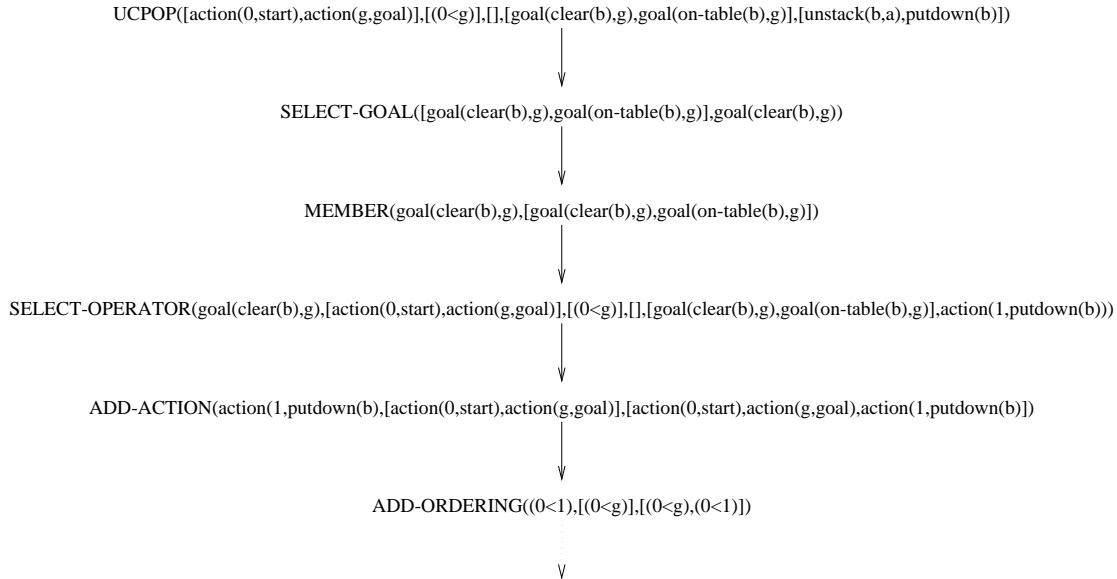 UCPOP([action(0,start),action(g,goal)],[(0<g)],[],[goal(clear(b),g),goal(on-table(b),g)],[unstack(b,a),putdown(b)])
SELECT-GOAL([goal(clear(b),g),goal(on-table(b),g)],goal(clear(b),g))
MEMBER(goal(clear(b),g),[goal(clear(b),g),goal(on-table(b),g)])
SELECT-OPERATOR(goal(clear(b),g),[action(0,start),action(g,goal)],[(0<g)],[],[goal(clear(b),g),goal(on-table(b),g)],action(1,putdown(b)))
ADD-ACTION(action(1,putdown(b),[action(0,start),action(g,goal)],[action(0,start),action(g,goal),action(1,putdown(b)])
ADD-ORDERING((0<1),[(0<g)],[(0<g),(0<1)])